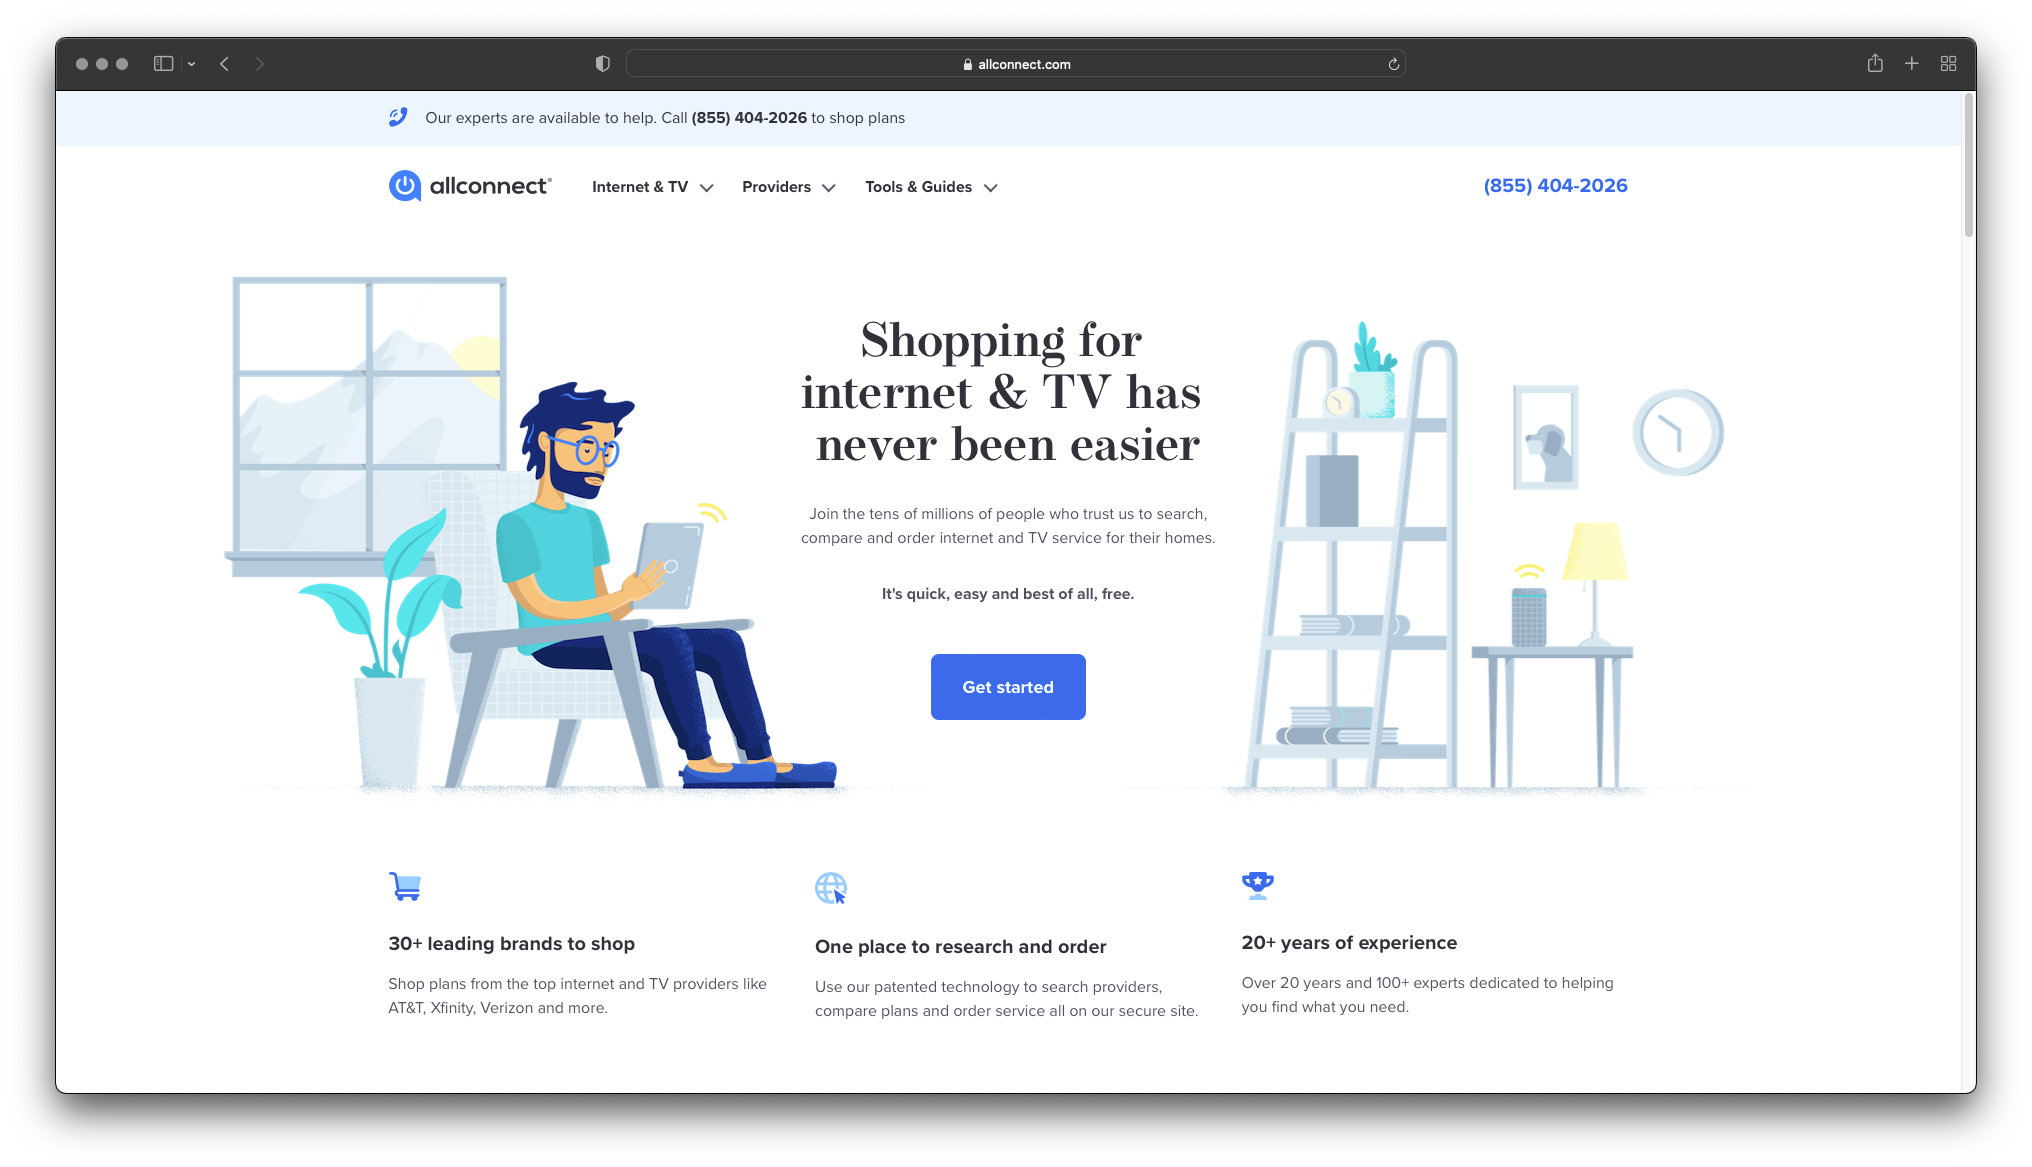 allconnect.com
Our experts are available to help. Call (855) 404-2026 to shop plans
allconnect®
Internet & TV
Providers
Tools & Guides
(855) 404-2026
Shopping for
internet & TV has
never been easier
Join the tens of millions of people who trust us to search,
compare and order internet and TV service for their homes.
It's quick, easy and best of all, free.
Get started
30+ leading brands to shop
Shop plans from the top internet and TV providers like
AT&T, Xfinity, Verizon and more.
One place to research and order
Use our patented technology to search providers,
compare plans and order service all on our secure site.
20+ years of experience
Over 20 years and 100+ experts dedicated to helping
you find what you need.